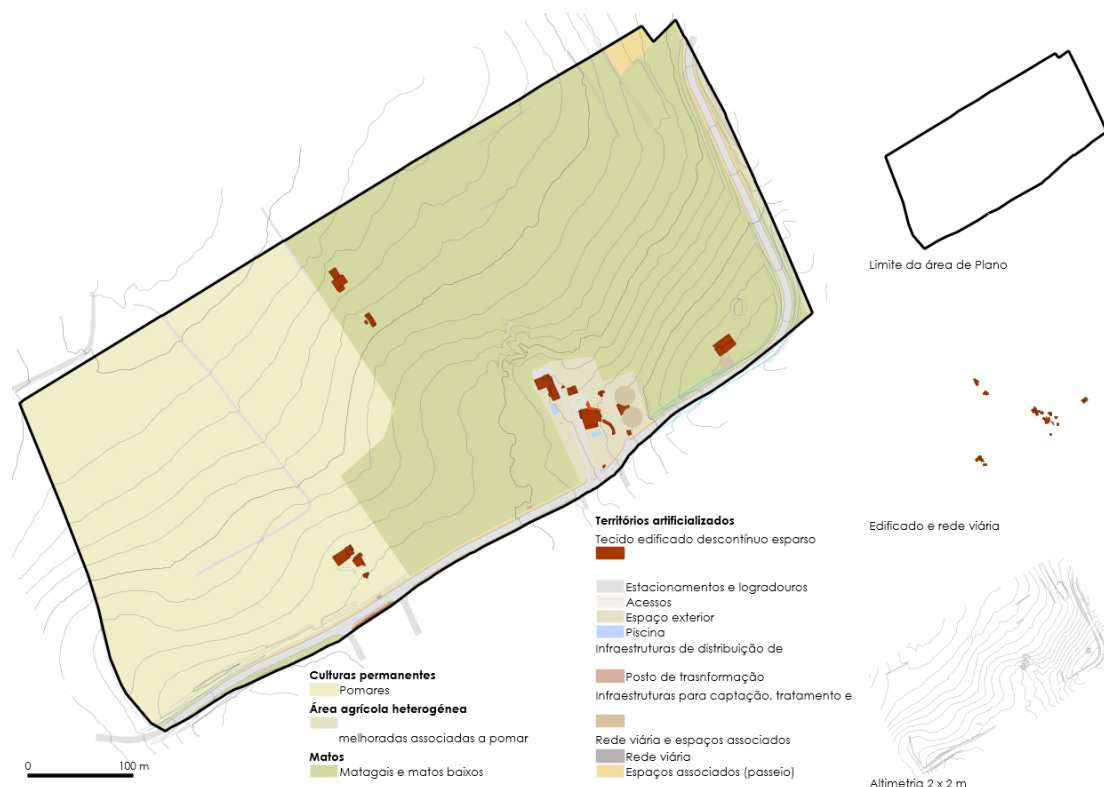 Limite da área de Plano
Edificado e rede viária
Altimetria 2 x 2 m
Territórios artificializados
Tecido edificado descontínuo esparso
Estacionamentos e logradouros
Acessos
Espaço exterior
Piscina
Infraestruturas de distribuição de
Posto de trasnformação
Infraestruturas para captação, tratamento e
Rede viária e espaços associados
Rede viária
Espaços associados (passeio)
Culturas permanentes
Pomares
Área agrícola heterogénea
melhoradas associadas a pomar
Matos
Matagais e matos baixos
0 100 m